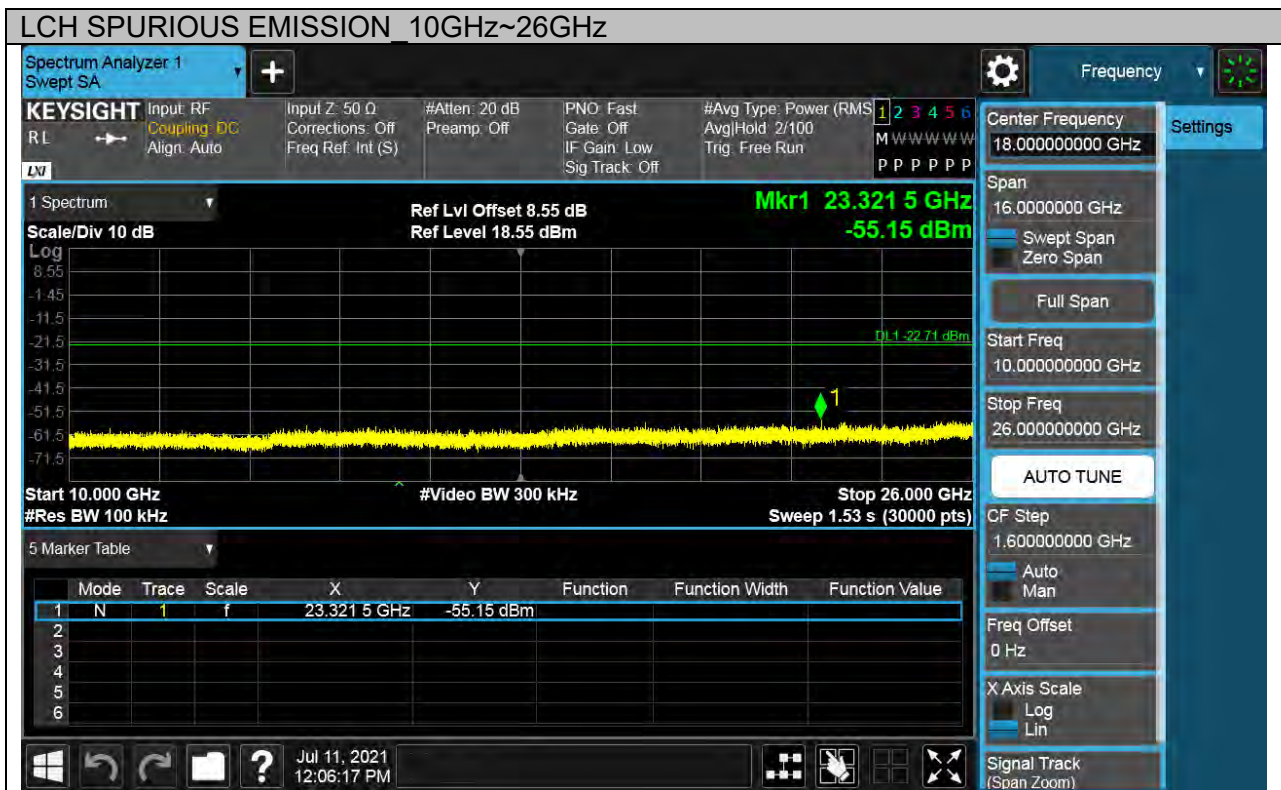 LCH SPURIOUS EMISSION_10GHz~26GHz
Spectrum Analyzer 1
Swept SA
Frequency
KEYSIGHT
RL
LXI
Input: RF
Coupling: DC
Align: Auto
Input Z: 50 Ω
Corrections: Off
Freq Ref: Int (S)
#Atten: 20 dB
Preamp: Off
PNO: Fast
Gate: Off
IF Gain: Low
Sig Track: Off
#Avg Type: Power (RMS
Avg|Hold: 2/100
Trig: Free Run
1 2 3 4 5 6
M W W W W W
P P P P P P
Settings
1 Spectrum
Scale/Div 10 dB
Log
Ref Lvl Offset 8.55 dB
Ref Level 18.55 dBm
Mkr1 23.321 5 GHz
-55.15 dBm
8.55
-1.45
-11.5
-21.5
-31.5
-41.5
-51.5
-61.5
-71.5
DL1 -22.71 dBm
1
Start 10.000 GHz
#Res BW 100 kHz
#Video BW 300 kHz
Stop 26.000 GHz
Sweep 1.53 s (30000 pts)
5 Marker Table
Mode Trace Scale X Y Function Function Width Function Value
1 N 1 f 23.321 5 GHz -55.15 dBm
2
3
4
5
6
Jul 11, 2021
12:06:17 PM
Center Frequency
18.000000000 GHz
Span
16.0000000 GHz
Swept Span
Zero Span
Full Span
Start Freq
10.000000000 GHz
Stop Freq
26.000000000 GHz
AUTO TUNE
CF Step
1.600000000 GHz
Auto
Man
Freq Offset
0 Hz
X Axis Scale
Log
Lin
Signal Track
(Span Zoom)